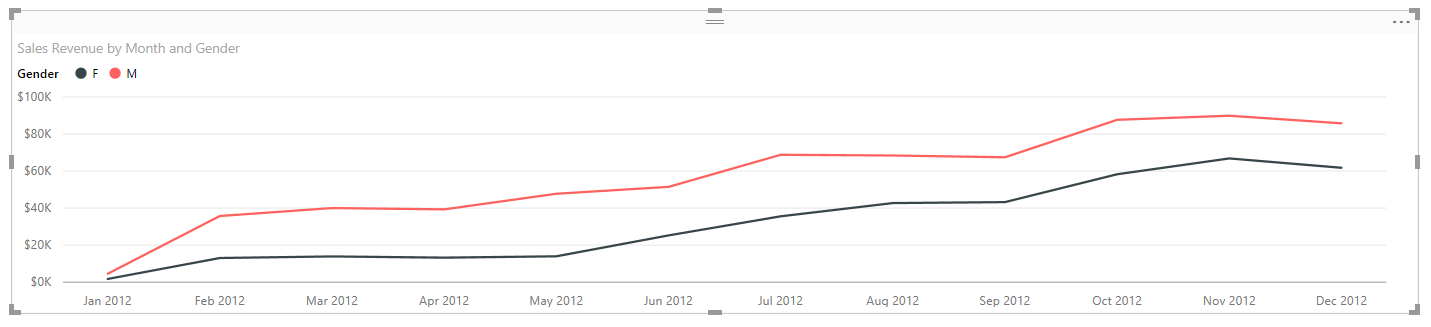 Sales Revenue by Month and Gender
Gender F M
$100K
$80K
$60K
$40K
$20K
$0K
Jan 2012 Feb 2012 Mar 2012 Apr 2012 May 2012 Jun 2012 Jul 2012 Aug 2012 Sep 2012 Oct 2012 Nov 2012 Dec 2012